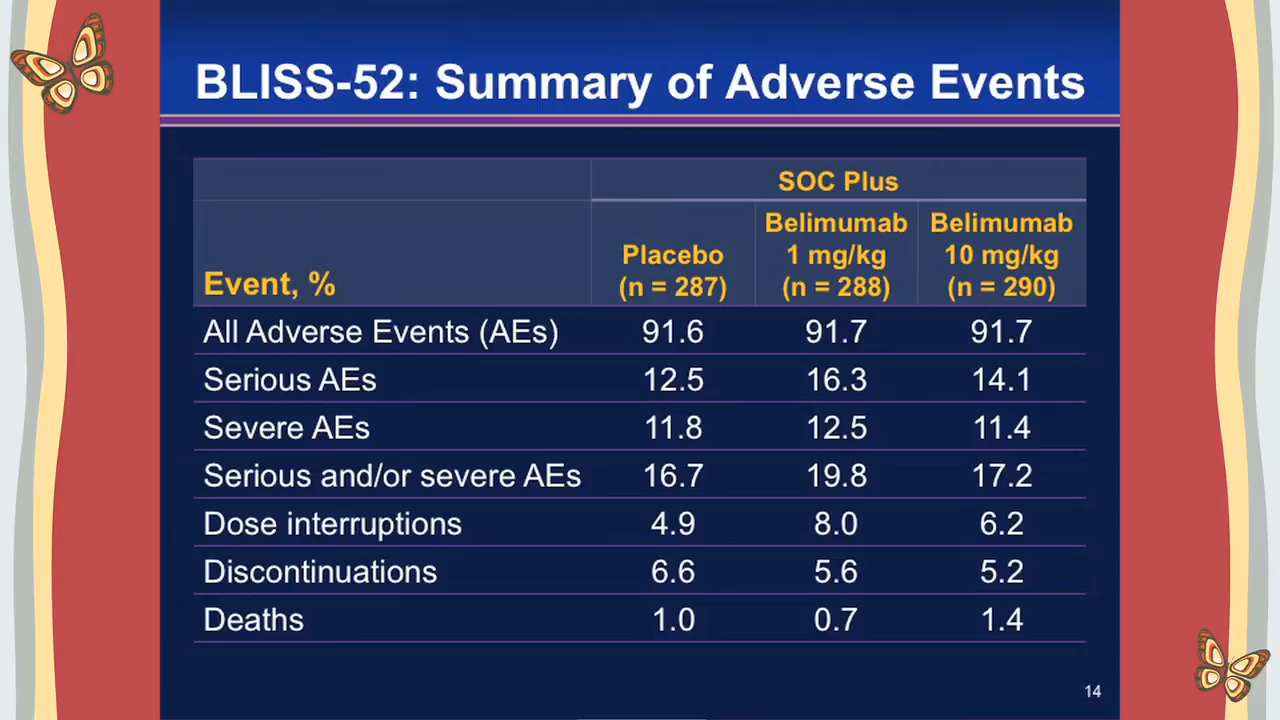 BLISS-52: Summary of Adverse Events
SOC Plus
Event, %
Placebo
(n = 287)
Belimumab
1 mg/kg
(n = 288)
Belimumab
10 mg/kg
(n = 290)
All Adverse Events (AEs) 91.6 91.7 91.7
Serious AEs 12.5 16.3 14.1
Severe AEs 11.8 12.5 11.4
Serious and/or severe AEs 16.7 19.8 17.2
Dose interruptions 4.9 8.0 6.2
Discontinuations 6.6 5.6 5.2
Deaths 1.0 0.7 1.4
14